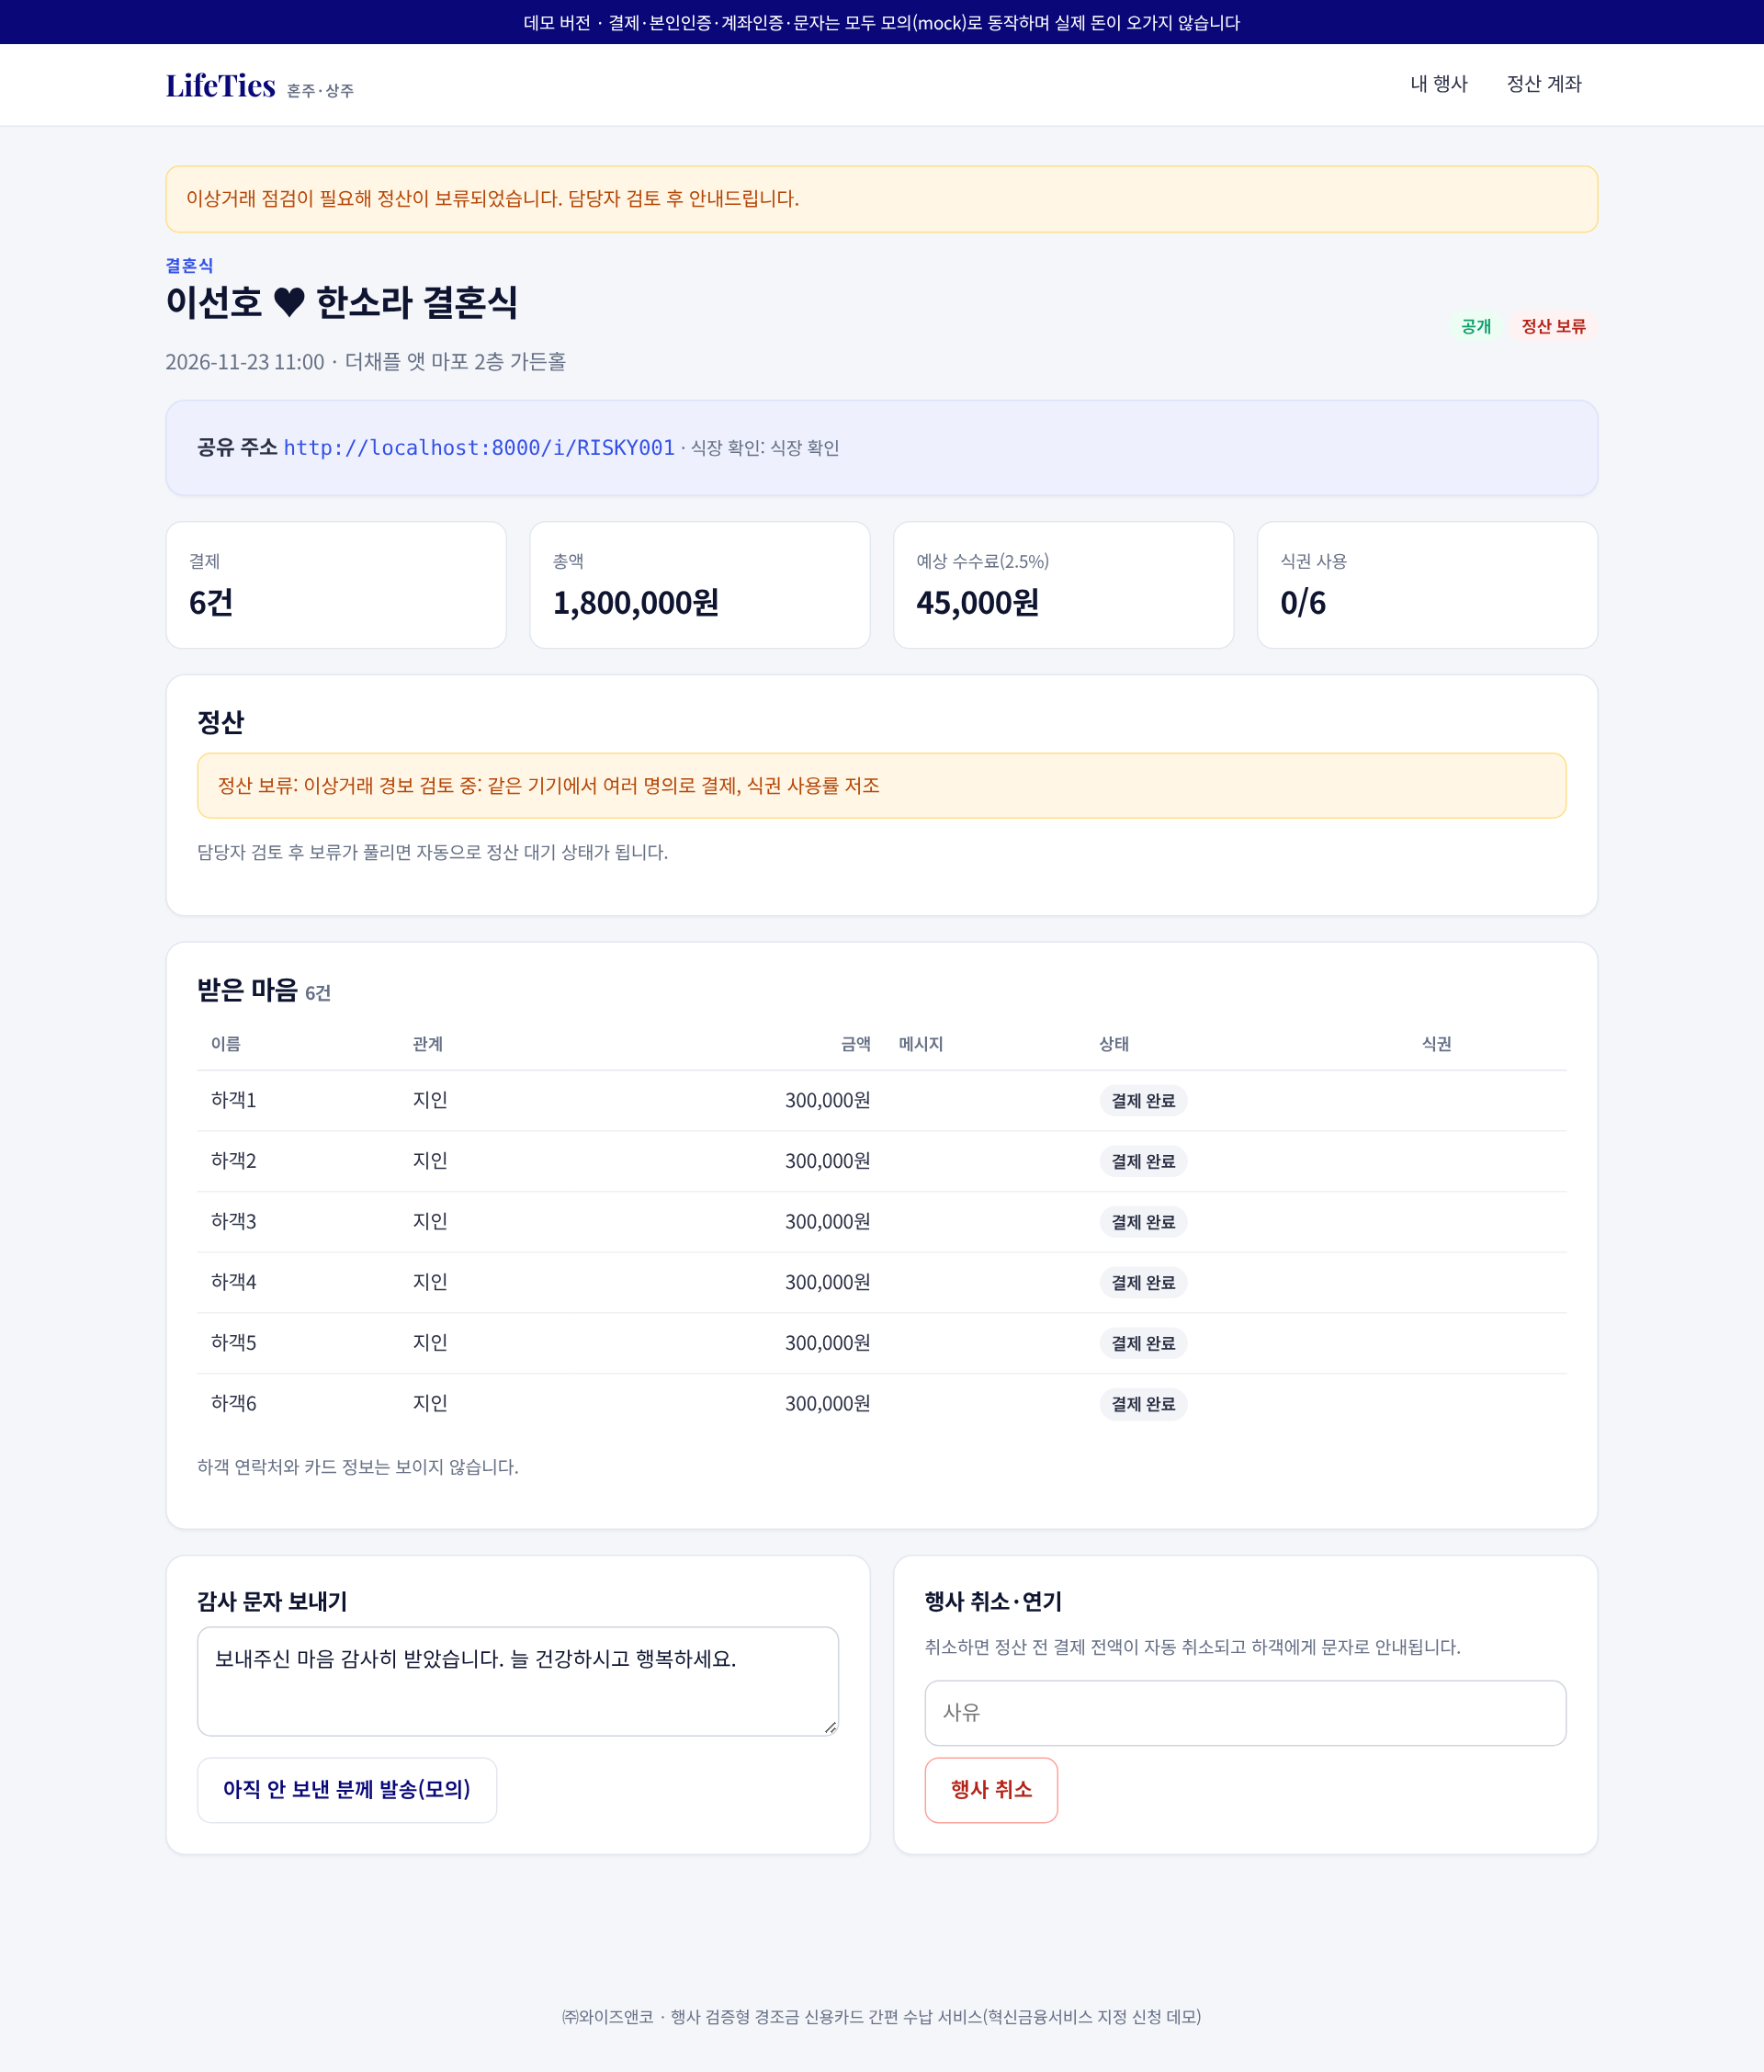 데모 버전 · 결제·본인인증·계좌인증·문자는 모두 모의(mock)로 동작하며 실제 돈이 오가지 않습니다
LifeTies 혼주·상주
내 행사 정산 계좌
이상거래 점검이 필요해 정산이 보류되었습니다. 담당자 검토 후 안내드립니다.
결혼식
이선호 ♥ 한소라 결혼식
공개 정산 보류
2026-11-23 11:00 · 더채플 앳 마포 2층 가든홀
공유 주소 http://localhost:8000/i/RISKY001 · 식장 확인: 식장 확인
결제
6건
총액
1,800,000원
예상 수수료(2.5%)
45,000원
식권 사용
0/6
정산
정산 보류: 이상거래 경보 검토 중: 같은 기기에서 여러 명의로 결제, 식권 사용률 저조
담당자 검토 후 보류가 풀리면 자동으로 정산 대기 상태가 됩니다.
받은 마음 6건
이름 관계 금액 메시지 상태 식권
하객1 지인 300,000원 결제 완료
하객2 지인 300,000원 결제 완료
하객3 지인 300,000원 결제 완료
하객4 지인 300,000원 결제 완료
하객5 지인 300,000원 결제 완료
하객6 지인 300,000원 결제 완료
하객 연락처와 카드 정보는 보이지 않습니다.
감사 문자 보내기
보내주신 마음 감사히 받았습니다. 늘 건강하시고 행복하세요.
아직 안 보낸 분께 발송(모의)
행사 취소·연기
취소하면 정산 전 결제 전액이 자동 취소되고 하객에게 문자로 안내됩니다.
사유
행사 취소
㈜와이즈앤코 · 행사 검증형 경조금 신용카드 간편 수납 서비스(혁신금융서비스 지정 신청 데모)